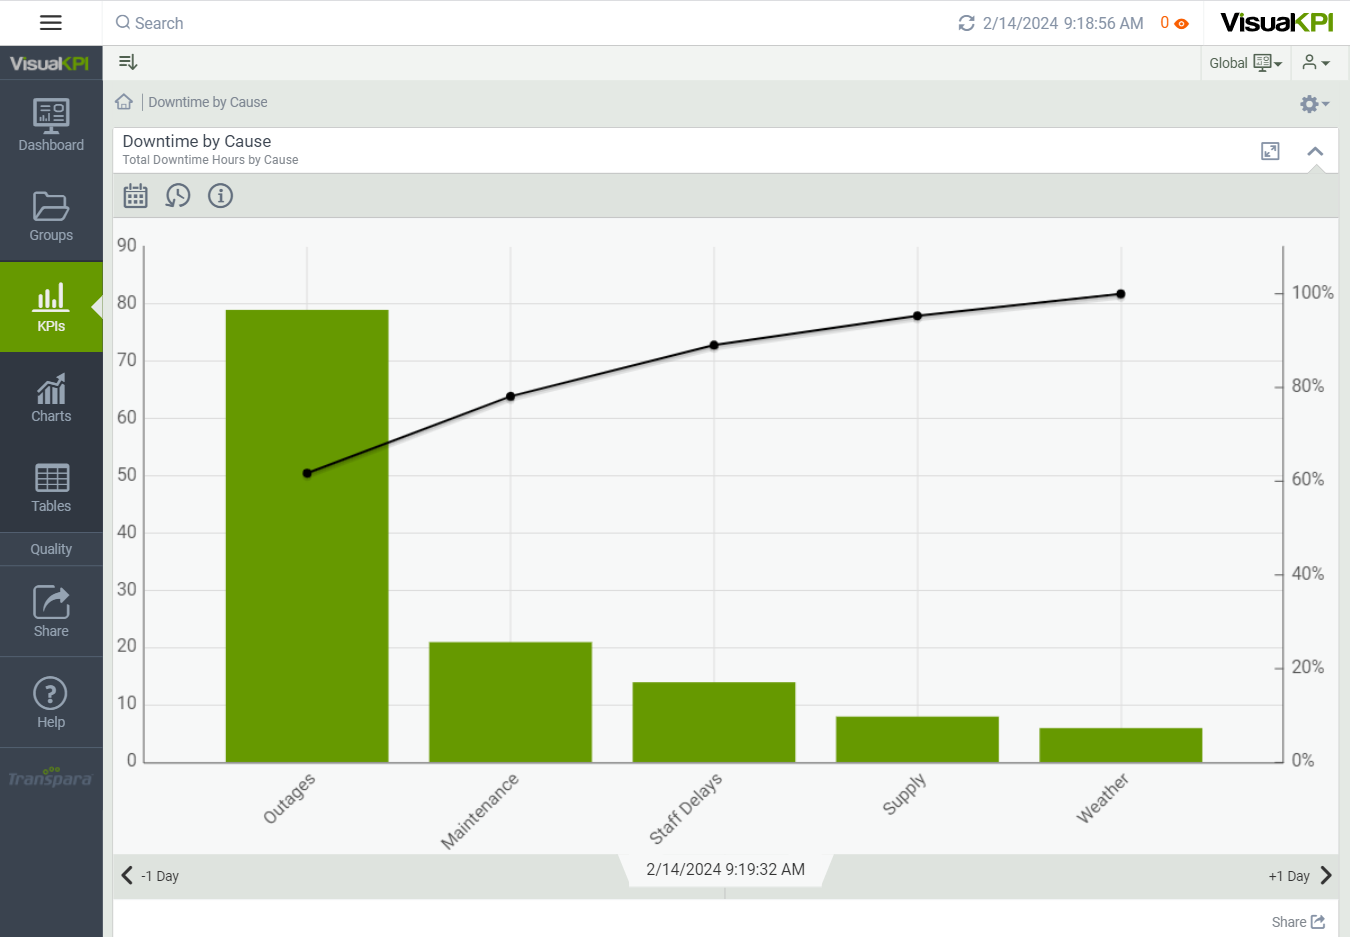 Search
2/14/2024 9:18:56 AM
0
VisualKPI
VisualKPI
Global
Downtime by Cause
Dashboard
Groups
KPIs
Charts
Tables
Quality
Share
Help
Transpara
Downtime by Cause
Total Downtime Hours by Cause
90
80
70
60
50
40
30
20
10
0
100%
80%
60%
40%
20%
0%
Outages
Maintenance
Staff Delays
Supply
Weather
-1 Day
2/14/2024 9:19:32 AM
+1 Day
Share